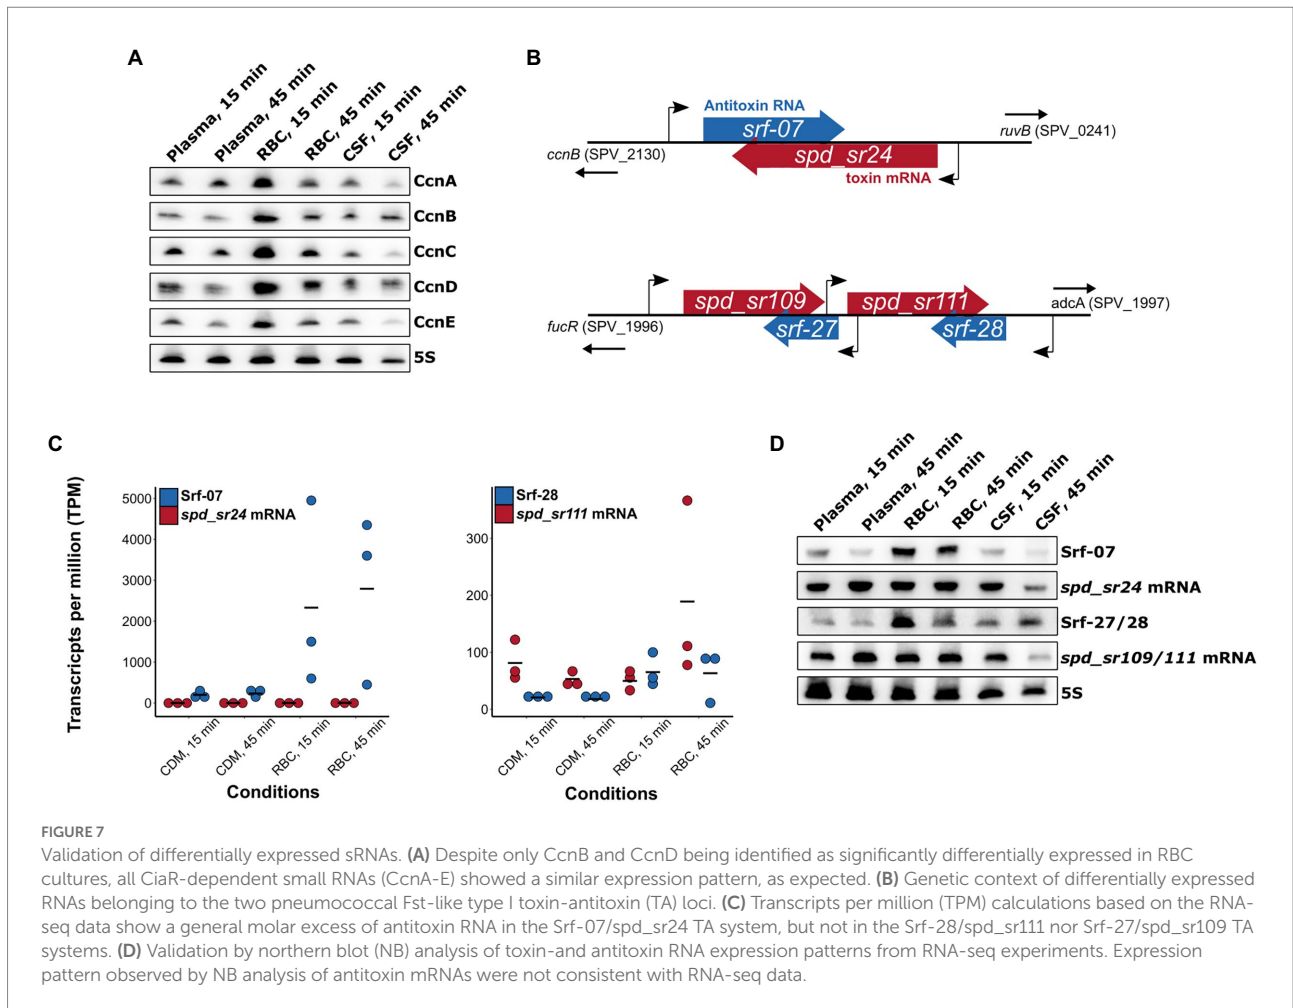 A
Plasma, 15 min
Plasma, 45 min
RBC, 15 min
RBC, 45 min
CSF, 15 min
CSF, 45 min
CcnA
CcnB
CcnC
CcnD
CcnE
5S
B
Antitoxin RNA
srf-07
ruvB (SPV_0241)
ccnB (SPV_2130)
spd_sr24
toxin mRNA
spd_sr109
spd_sr111
adcA (SPV_1997)
fucR (SPV_1996)
srf-27
srf-28
C
Transcricpts per million (TPM)
Srf-07
spd_sr24 mRNA
5000
4000
3000
2000
1000
0
CDM, 15 min
CDM, 45 min
RBC, 15 min
RBC, 45 min
Conditions
Srf-28
spd_sr111 mRNA
300
200
100
0
CDM, 15 min
CDM, 45 min
RBC, 15 min
RBC, 45 min
Conditions
D
Plasma, 15 min
Plasma, 45 min
RBC, 15 min
RBC, 45 min
CSF, 15 min
CSF, 45 min
Srf-07
spd_sr24 mRNA
Srf-27/28
spd_sr109/111 mRNA
5S
FIGURE 7
Validation of differentially expressed sRNAs. (A) Despite only CcnB and CcnD being identified as significantly differentially expressed in RBC
cultures, all CiaR-dependent small RNAs (CcnA-E) showed a similar expression pattern, as expected. (B) Genetic context of differentially expressed
RNAs belonging to the two pneumococcal Fst-like type I toxin-antitoxin (TA) loci. (C) Transcripts per million (TPM) calculations based on the RNA-
seq data show a general molar excess of antitoxin RNA in the Srf-07/spd_sr24 TA system, but not in the Srf-28/spd_sr111 nor Srf-27/spd_sr109 TA
systems. (D) Validation by northern blot (NB) analysis of toxin-and antitoxin RNA expression patterns from RNA-seq experiments. Expression
pattern observed by NB analysis of antitoxin mRNAs were not consistent with RNA-seq data.